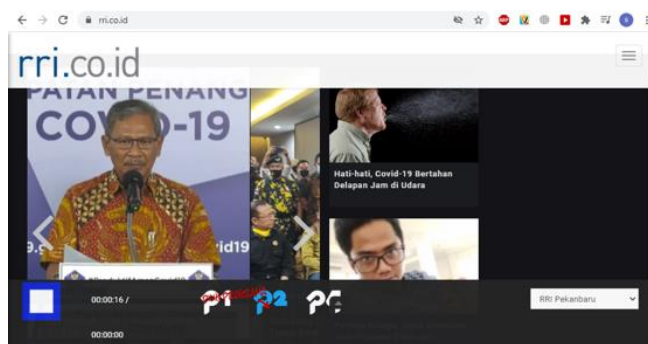 rri.co.id
rri.co.id
PATAN PENANG
COVID-19
Hati-hati, Covid-19 Bertahan
Delapan Jam di Udara
id19
00:00:16 /
P1
P2
RRI Pekanbaru
00:00:00